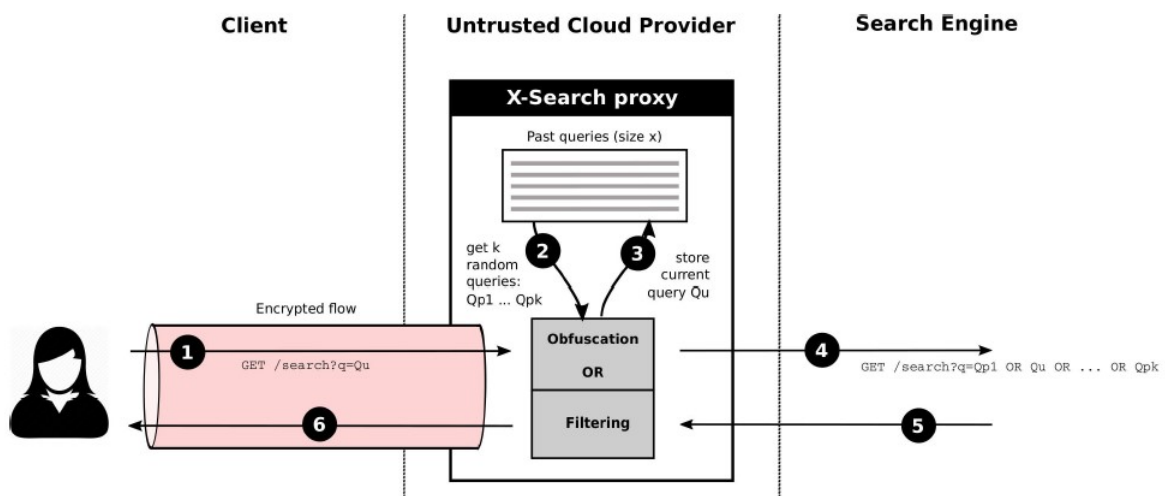 Client
Untrusted Cloud Provider
Search Engine
X-Search proxy
Past queries (size x)
2
3
get k
random
queries:
Qp1 ... Qpk
store
current
query Qu
Encrypted flow
1
GET /search?q=Qu
Obfuscation
OR
Filtering
4
GET /search?q=Qp1 OR Qu OR ... OR Qpk
6
5